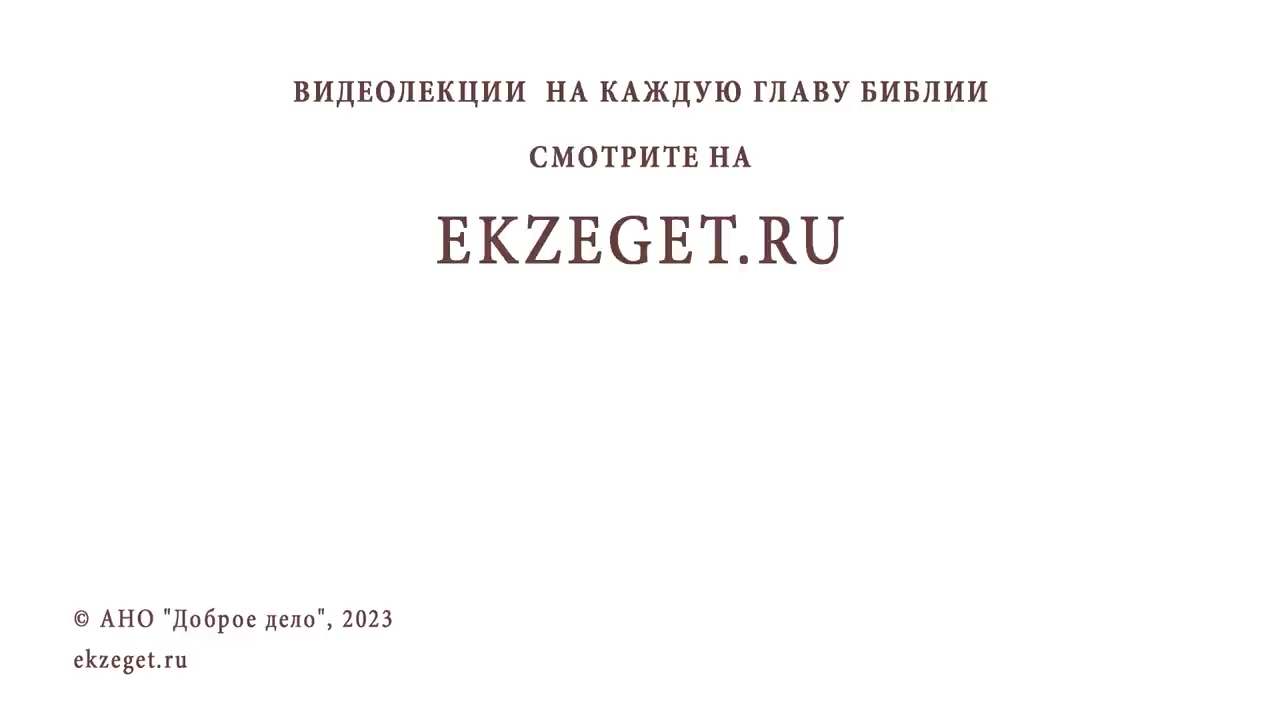 ВИДЕОЛЕКЦИИ НА КАЖДУЮ ГЛАВУ БИБЛИИ
СМОТРИТЕ НА
EKZEGET.RU
© АНО "Доброе дело", 2023
ekzeget.ru